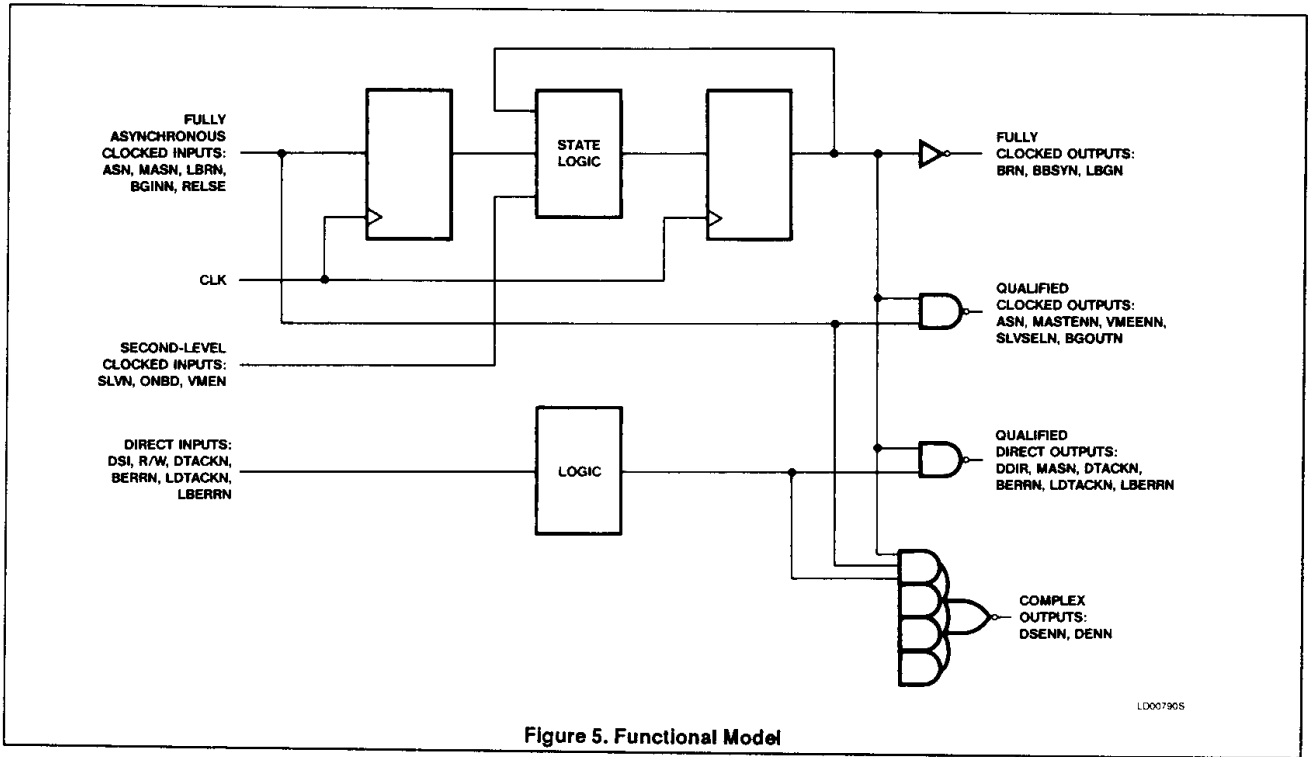 FULLY
ASYNCHRONOUS
CLOCKED INPUTS:
ASN, MASN, LBRN,
BGINN, RELSE
STATE
LOGIC
FULLY
CLOCKED OUTPUTS:
BRN, BBSYN, LBGN
CLK
QUALIFIED
CLOCKED OUTPUTS:
ASN, MASTENN, VMEENN,
SLVSELN, BGOUTN
SECOND-LEVEL
CLOCKED INPUTS:
SLVN, ONBD, VMEN
DIRECT INPUTS:
DSI, R/W, DTACKN,
BERRN, LDTACKN,
LBERRN
LOGIC
QUALIFIED
DIRECT OUTPUTS:
DDIR, MASN, DTACKN,
BERRN, LDTACKN, LBERRN
COMPLEX
OUTPUTS:
DSENN, DENN
LD00790S
Figure 5. Functional Model